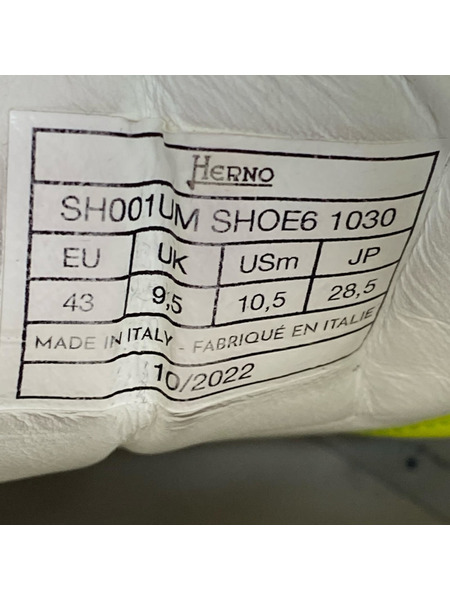 HERNO
SH001UM SHOE6 1030
EU UK USm JP
43 9,5 10,5 28,5
MADE IN ITALY - FABRIQUÉ EN ITALIE
10/2022